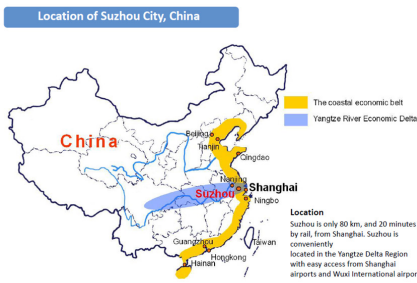 Location of Suzhou City, China
The coastal economic belt
Yangtze River Economic Delta
China
Beijing
Tianjin
Qingdao
Nanjing
Shanghai
Suzhou
Ningbo
Guangzhou
Taiwan
Hongkong
Hainan
Location
Suzhou is only 80 km, and 20 minutes
by rail, from Shanghai. Suzhou is
conveniently
located in the Yangtze Delta Region
with easy access from Shanghai
airports and Wuxi International airpor